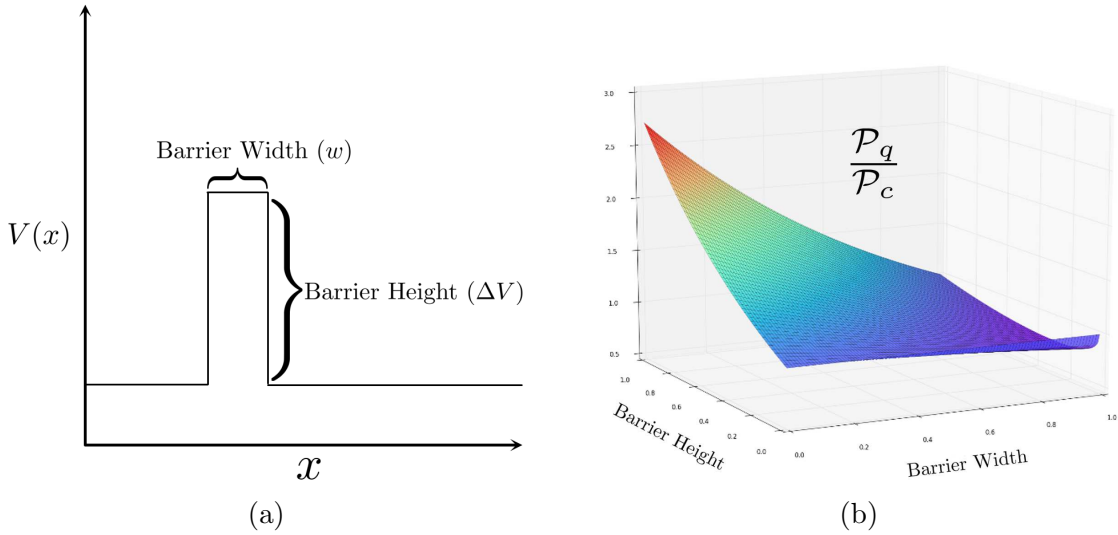 Barrier Width (w)
V(x)
Barrier Height (ΔV)
x
(a)
3.0
2.5
2.0
1.5
1.0
0.5
𝒫q
𝒫c
1.0
0.8
0.6
0.4
0.2
0.0
Barrier Height
0.0
0.2
0.4
0.6
0.8
1.0
Barrier Width
(b)